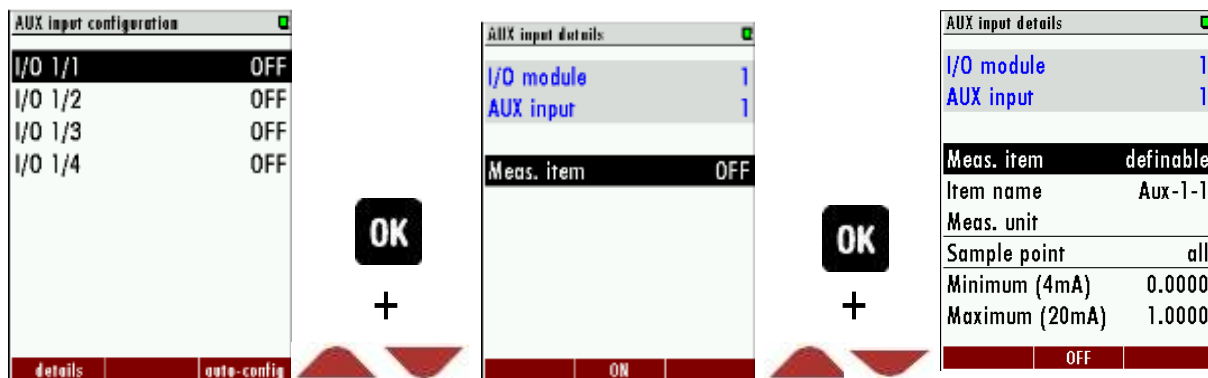 AUX input configuration
I/O 1/1 OFF
I/O 1/2 OFF
I/O 1/3 OFF
I/O 1/4 OFF
details auto-config
OK
+
AUX input details
I/O module 1
AUX input 1
Meas. item OFF
ON
OK
+
AUX input details
I/O module 1
AUX input 1
Meas. item definable
Item name Aux-1-1
Meas. unit
Sample point all
Minimum (4mA) 0.0000
Maximum (20mA) 1.0000
OFF